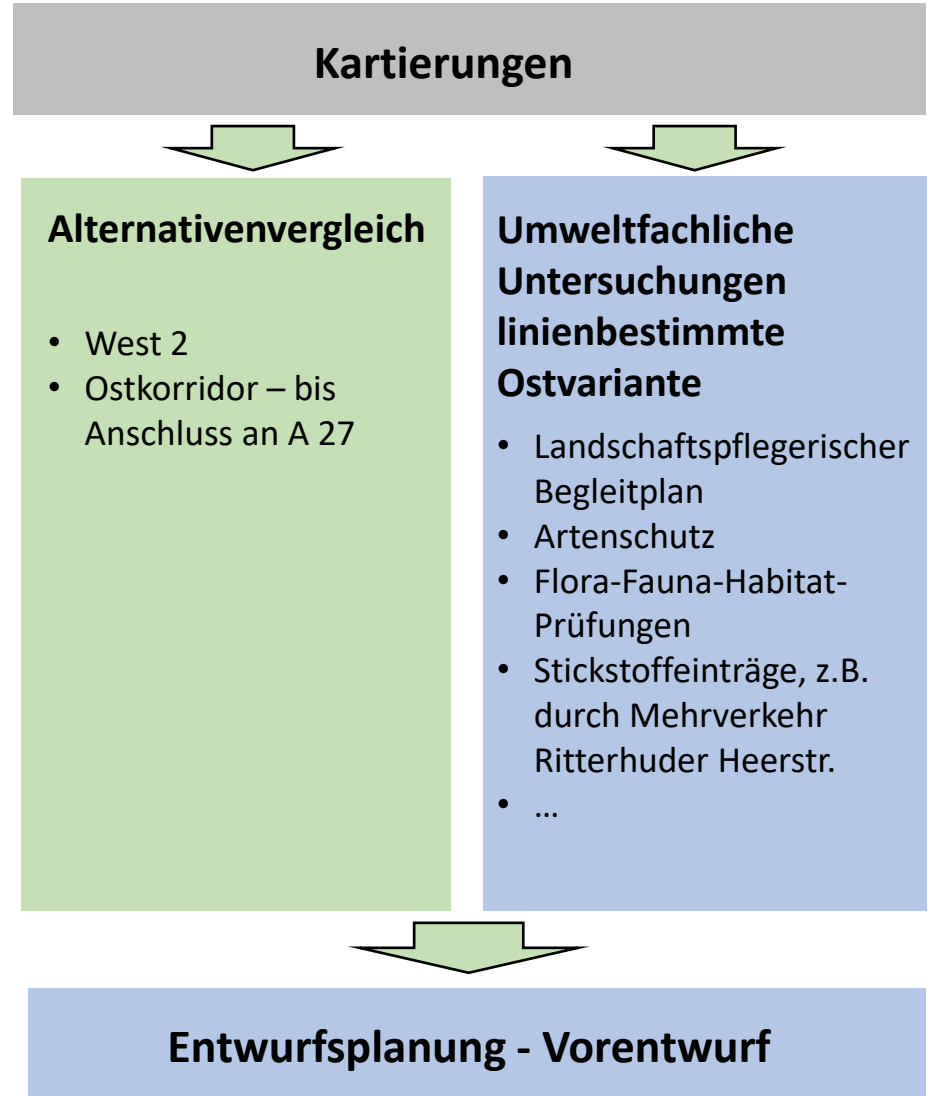 Kartierungen
Alternativenvergleich
• West 2
• Ostkorridor – bis
Anschluss an A 27
Umweltfachliche
Untersuchungen
linienbestimmte
Ostvariante
• Landschaftspflegerischer
Begleitplan
• Artenschutz
• Flora-Fauna-Habitat-
Prüfungen
• Stickstoffeinträge, z.B.
durch Mehrverkehr
Ritterhuder Heerstr.
• …
Entwurfsplanung - Vorentwurf